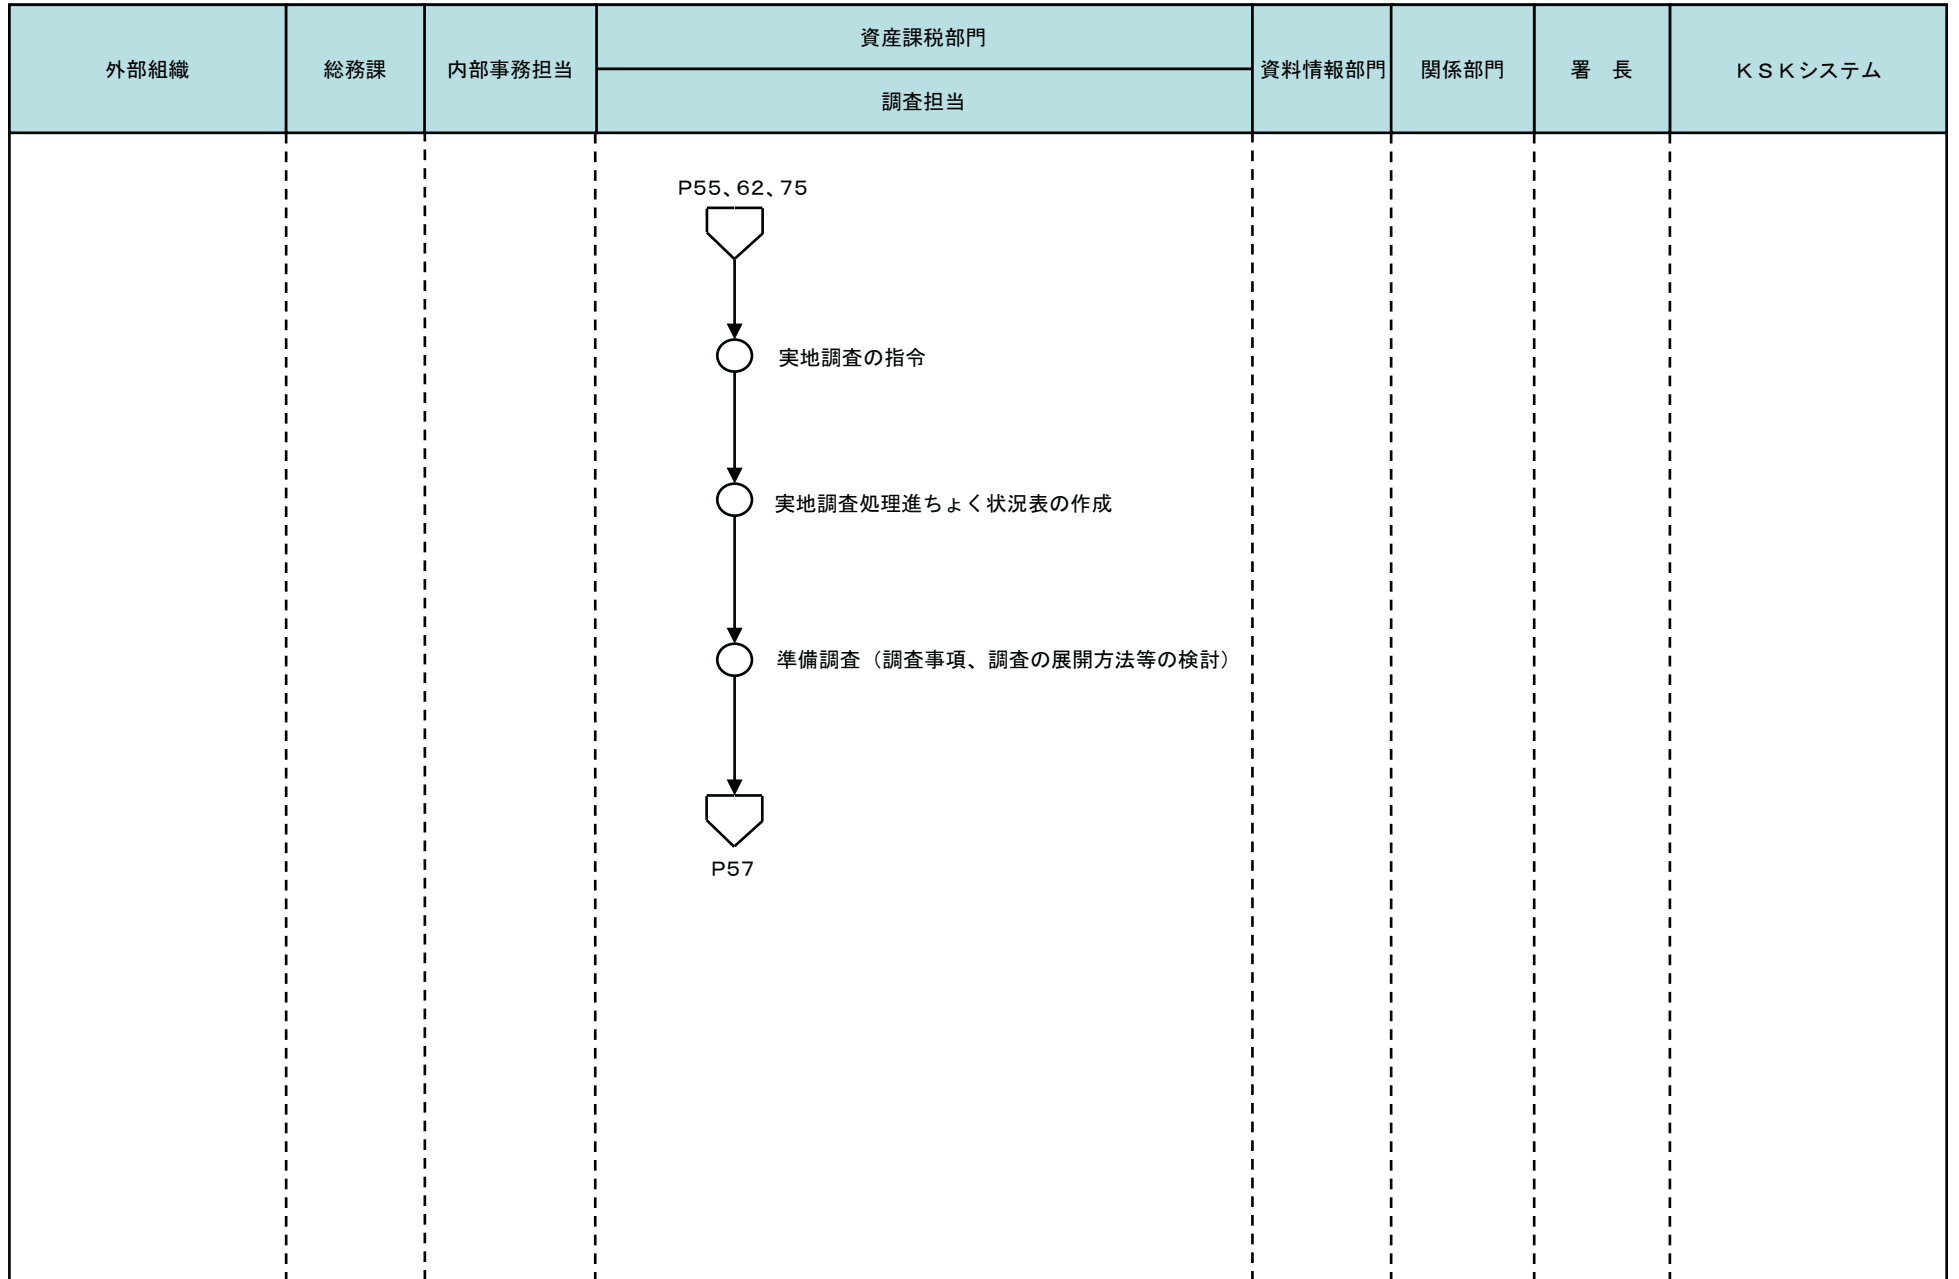 外部組織
総務課
内部事務担当
資産課税部門
調査担当
資料情報部門
関係部門
署　長
ＫＳＫシステム
P55、62、75
実地調査の指令
実地調査処理進ちょく状況表の作成
準備調査（調査事項、調査の展開方法等の検討）
P57